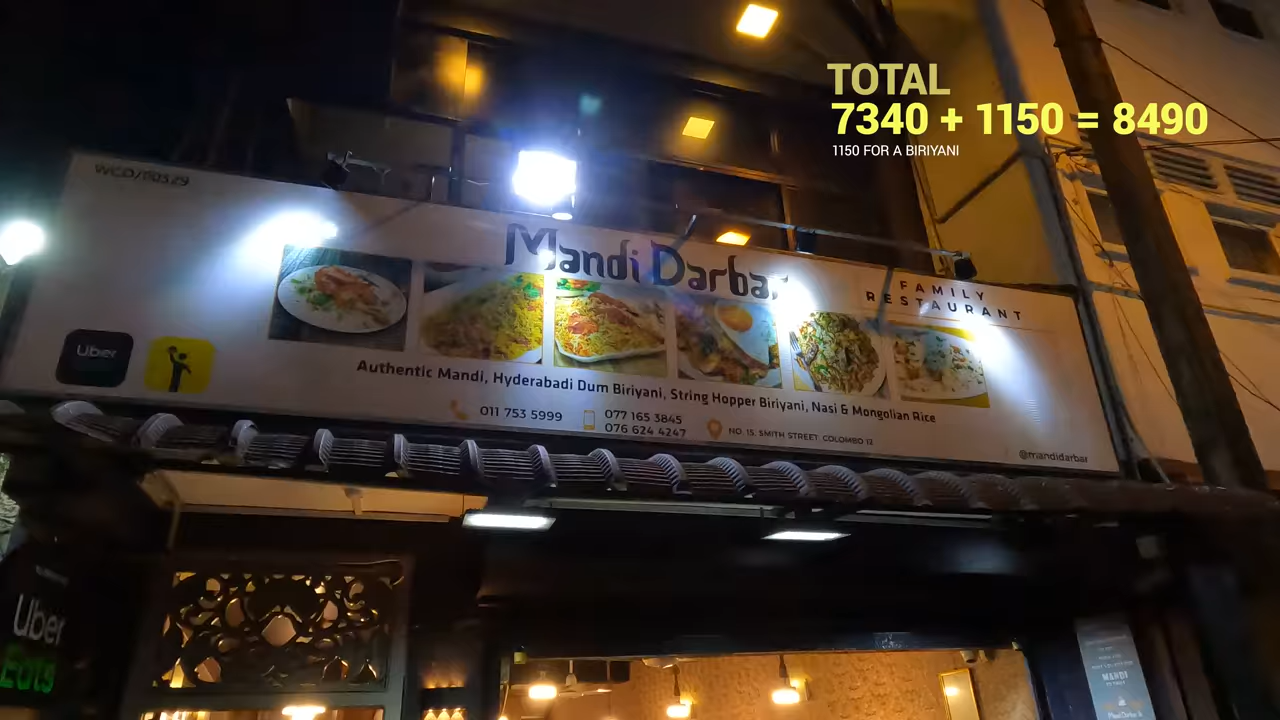 TOTAL
7340 + 1150 = 8490
1150 FOR A BIRIYANI
Mandi Darbar
FAMILY
RESTAURANT
Uber
Authentic Mandi, Hyderabadi Dum Biriyani, String Hopper Biriyani, Nasi & Mongolian Rice
011 753 5999
077 165 3845
076 624 4247
NO. 15, SMITH STREET, COLOMBO 12
@mandidarbar
Uber
Eats
MANDI